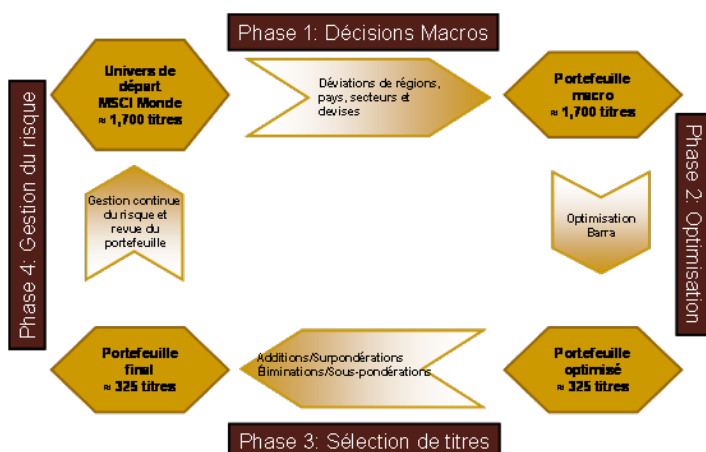 Phase 1: Décisions Macros
Univers de
départ
MSCI Monde
≈ 1,700 titres
Déviations de régions,
pays, secteurs et
devises
Portefeuille
macro
≈ 1,700 titres
Phase 2: Optimisation
Optimisation
Barra
Portefeuille
optimisé
≈ 325 titres
Phase 3: Sélection de titres
Additions/Surpondérations
Éliminations/Sous-pondérations
Portefeuille
final
≈ 325 titres
Phase 4: Gestion du risque
Gestion continue
du risque et
revue du
portefeuille